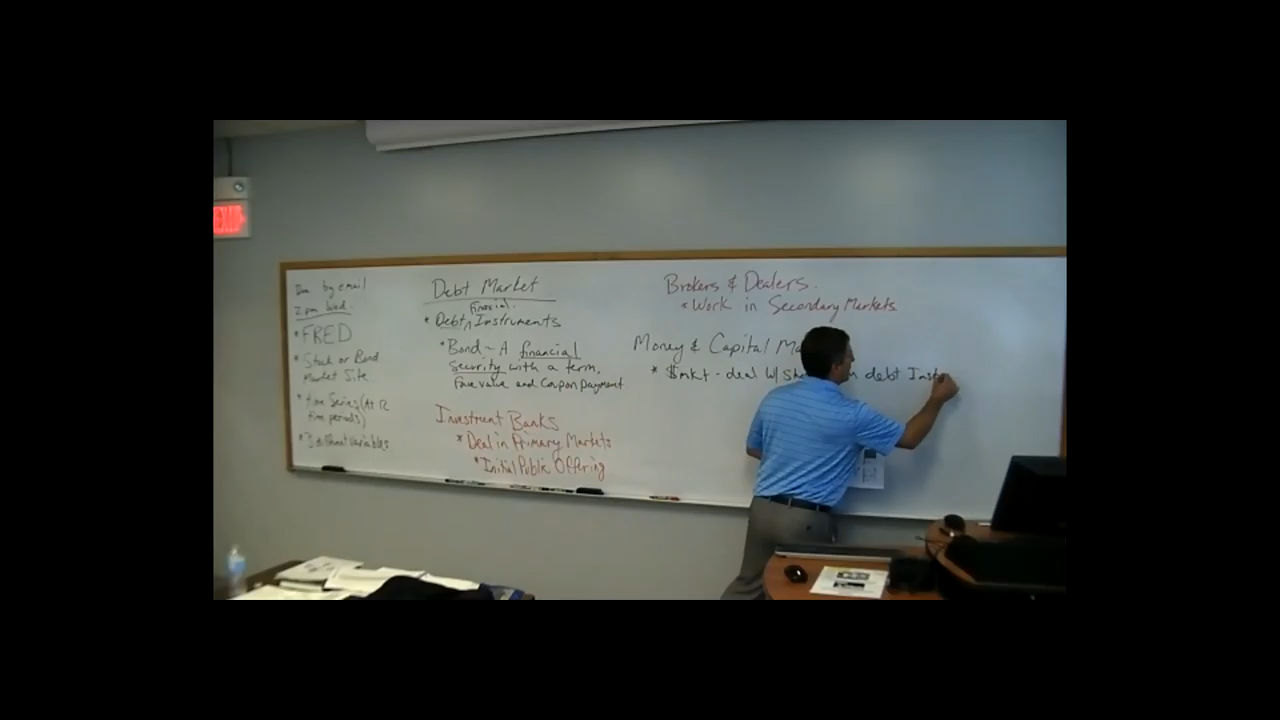 Due by email
2pm Wed.
* FRED
* Stock or Bond
Market Site
* time Series (At 12
time periods)
* 3 different variables
Debt Market
financial
* Debt ^ Instruments
* Bond ~ A financial
security with a term,
face value and coupon payment
Investment Banks
* Deal in Primary Markets
* Initial Public Offering
Brokers & Dealers.
* Work in Secondary Markets
Money & Capital Ma
* $mkt - deal w/ debt Inst